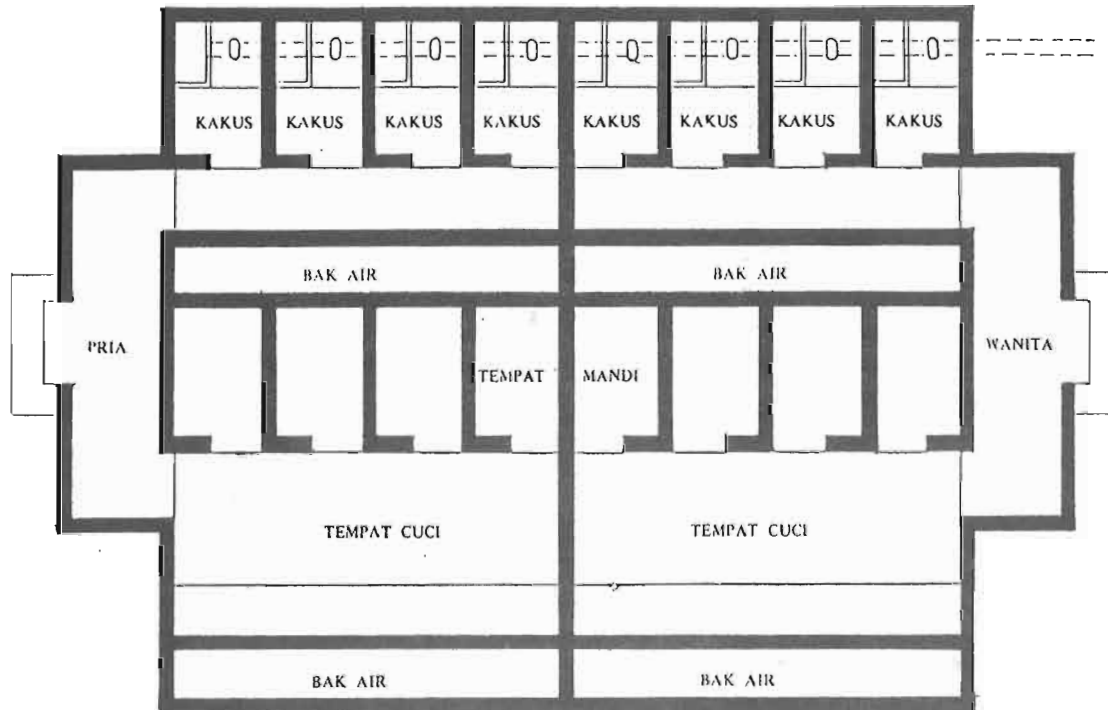 KAKUS KAKUS KAKUS KAKUS KAKUS KAKUS KAKUS KAKUS
BAK AIR BAK AIR
PRIA TEMPAT MANDI WANITA
TEMPAT CUCI TEMPAT CUCI
BAK AIR BAK AIR